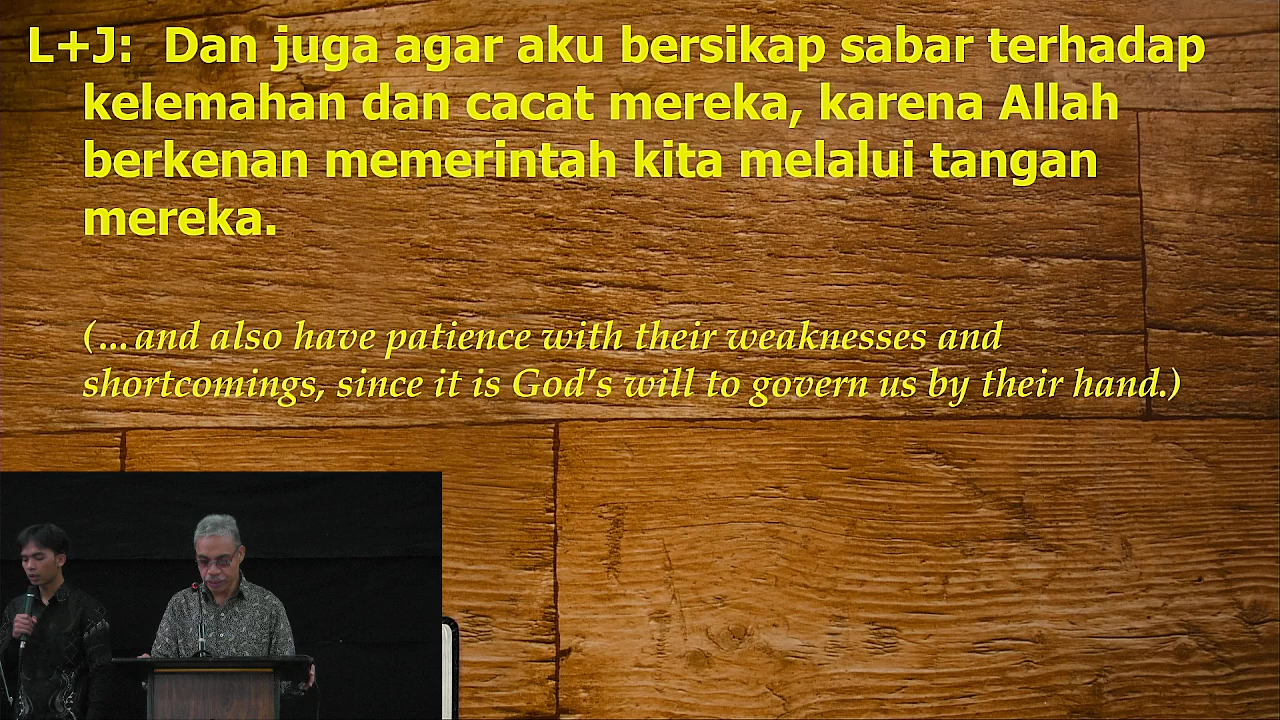 L+J: Dan juga agar aku bersikap sabar terhadap
kelemahan dan cacat mereka, karena Allah
berkenan memerintah kita melalui tangan
mereka.
(...and also have patience with their weaknesses and
shortcomings, since it is God's will to govern us by their hand.)